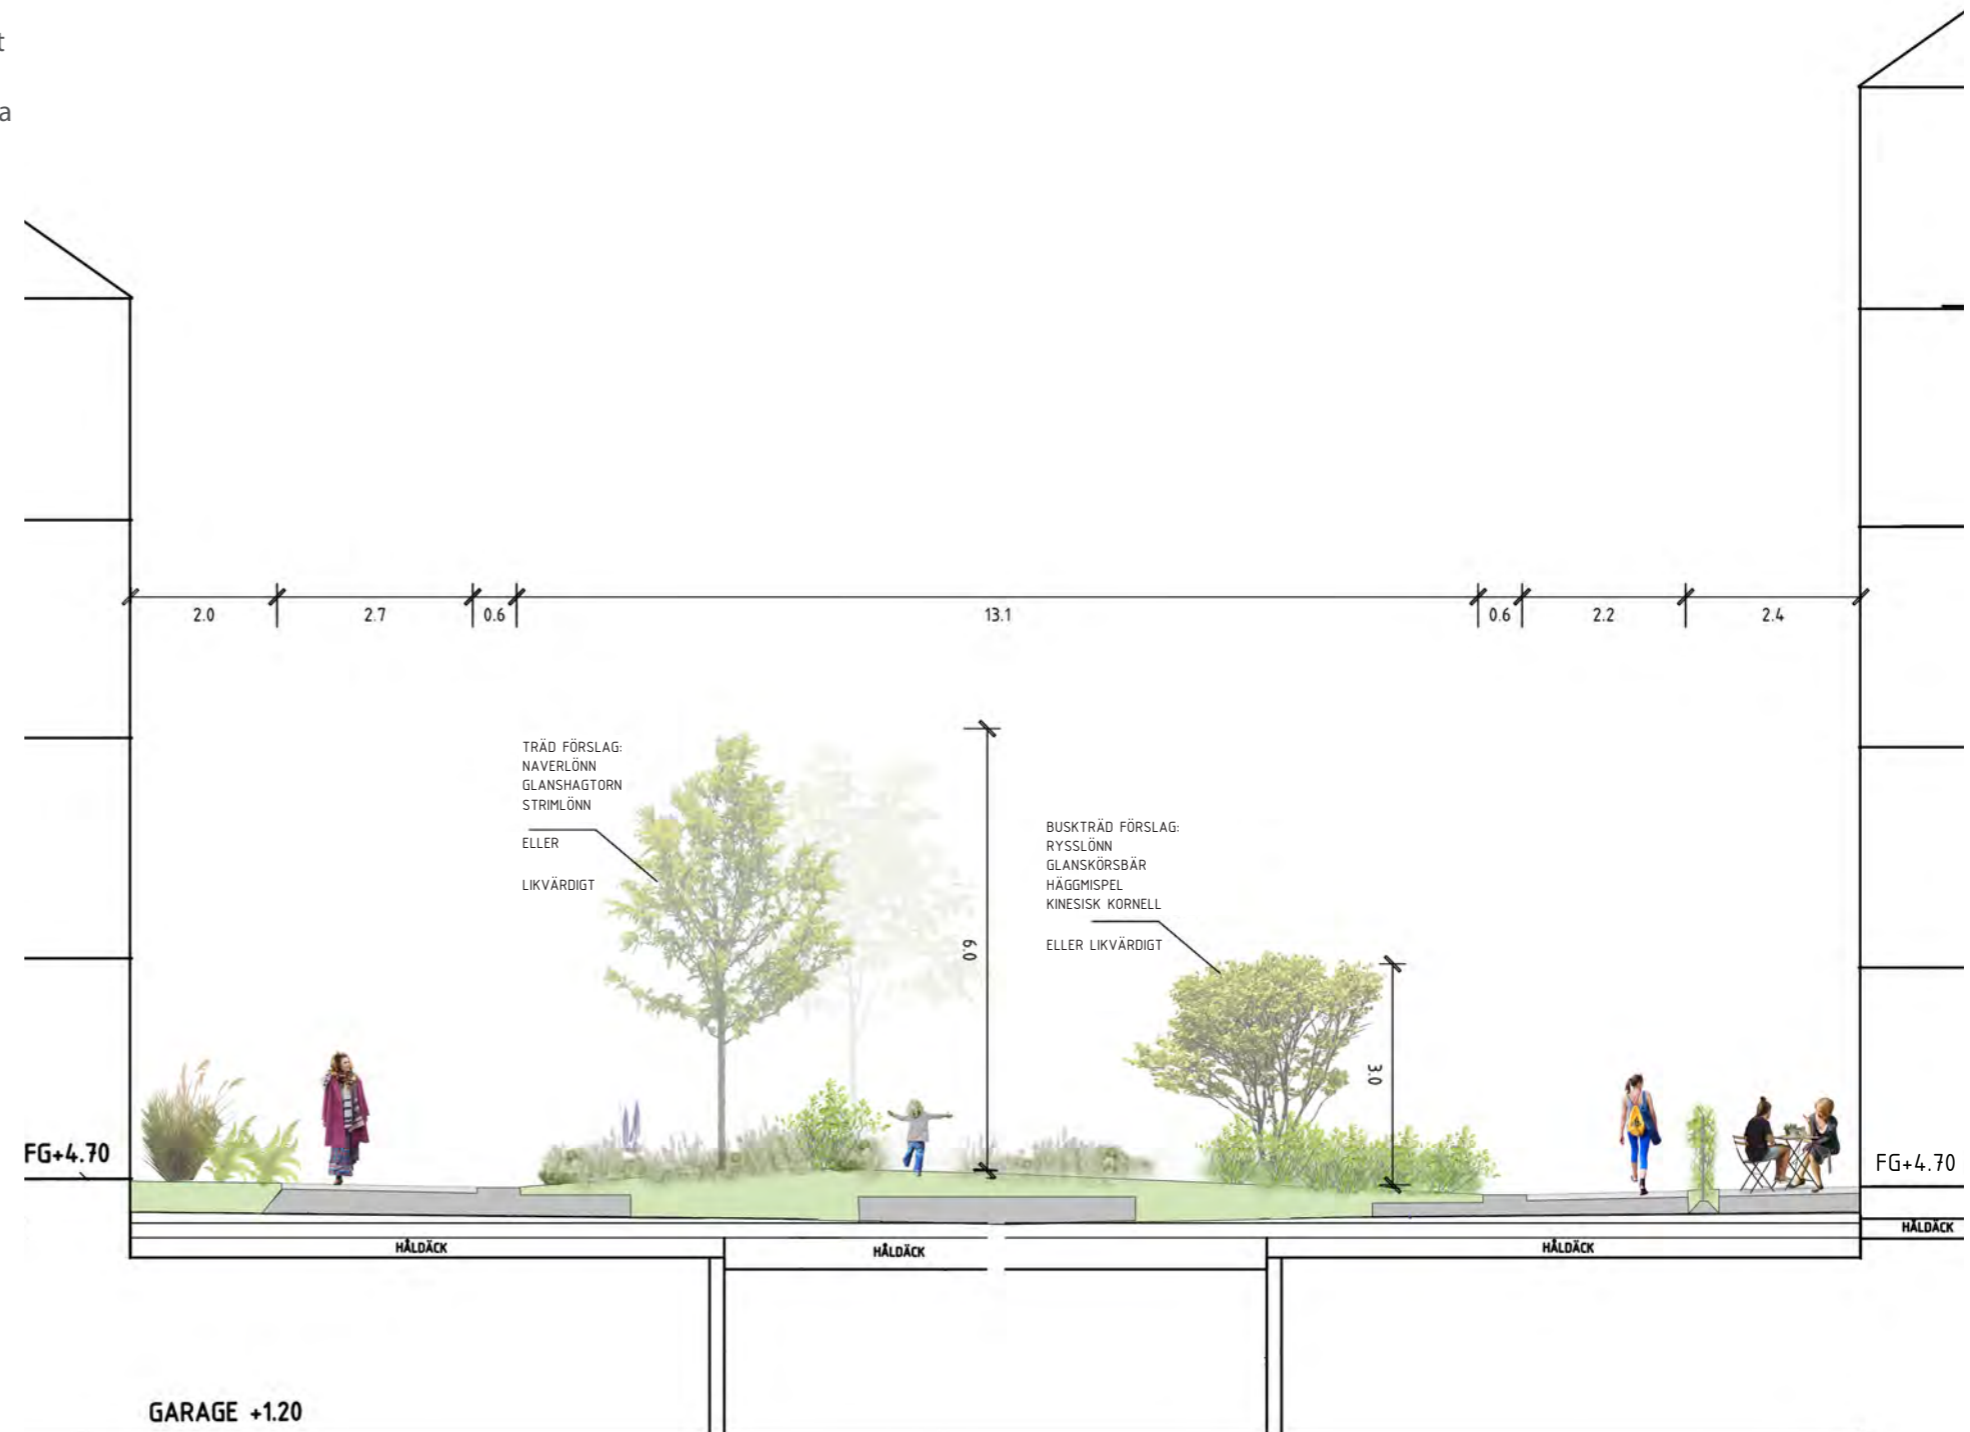 t
a
2.0
2.7
0.6
13.1
0.6
2.2
2.4
TRÄD FÖRSLAG:
NAVERLÖNN
GLANSHAGTORN
STRIMLÖNN
ELLER
LIKVÄRDIGT
6.0
BUSKTRÄD FÖRSLAG:
RYSSLÖNN
GLANSKÖRSBÄR
HÄGGMISPEL
KINESISK KORNELL
ELLER LIKVÄRDIGT
3.0
FG+4.70
FG+4.70
HÅLDÄCK
HÅLDÄCK
HÅLDÄCK
HÅLDÄCK
GARAGE +1.20